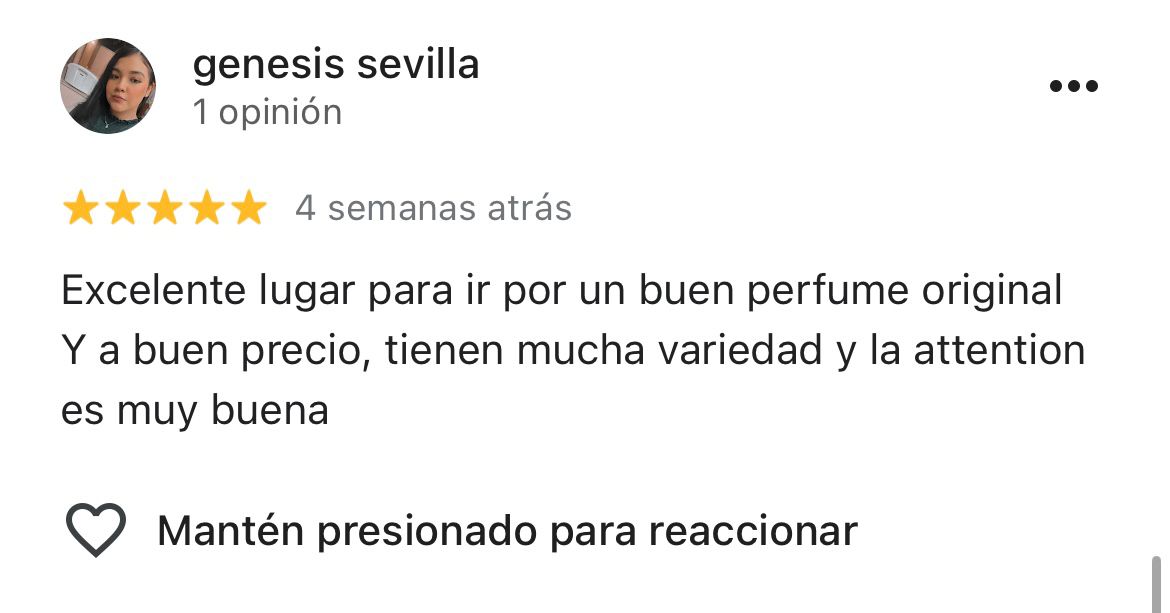 genesis sevilla
1 opinión
4 semanas atrás
Excelente lugar para ir por un buen perfume original
Y a buen precio, tienen mucha variedad y la attention
es muy buena
Mantén presionado para reaccionar